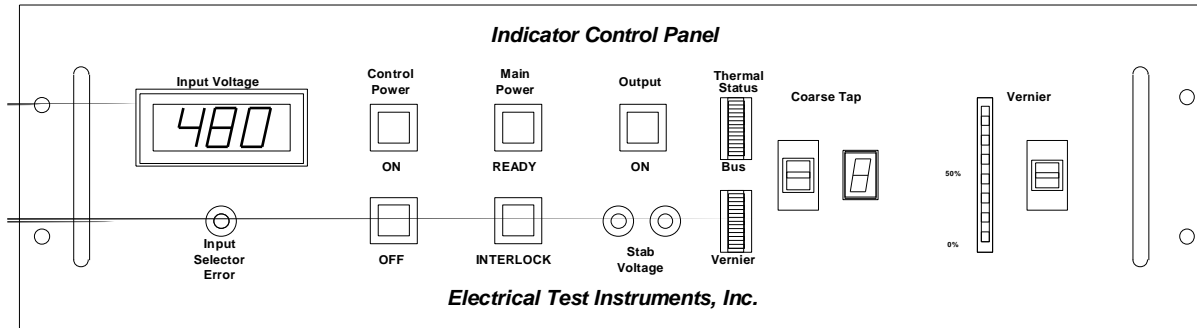 Indicator Control Panel
Input Voltage
480
Control
Power
ON
OFF
Main
Power
READY
INTERLOCK
Output
ON
Stab
Voltage
Thermal
Status
Bus
Vernier
Coarse Tap
Vernier
50%
0%
Input
Selector
Error
Electrical Test Instruments, Inc.